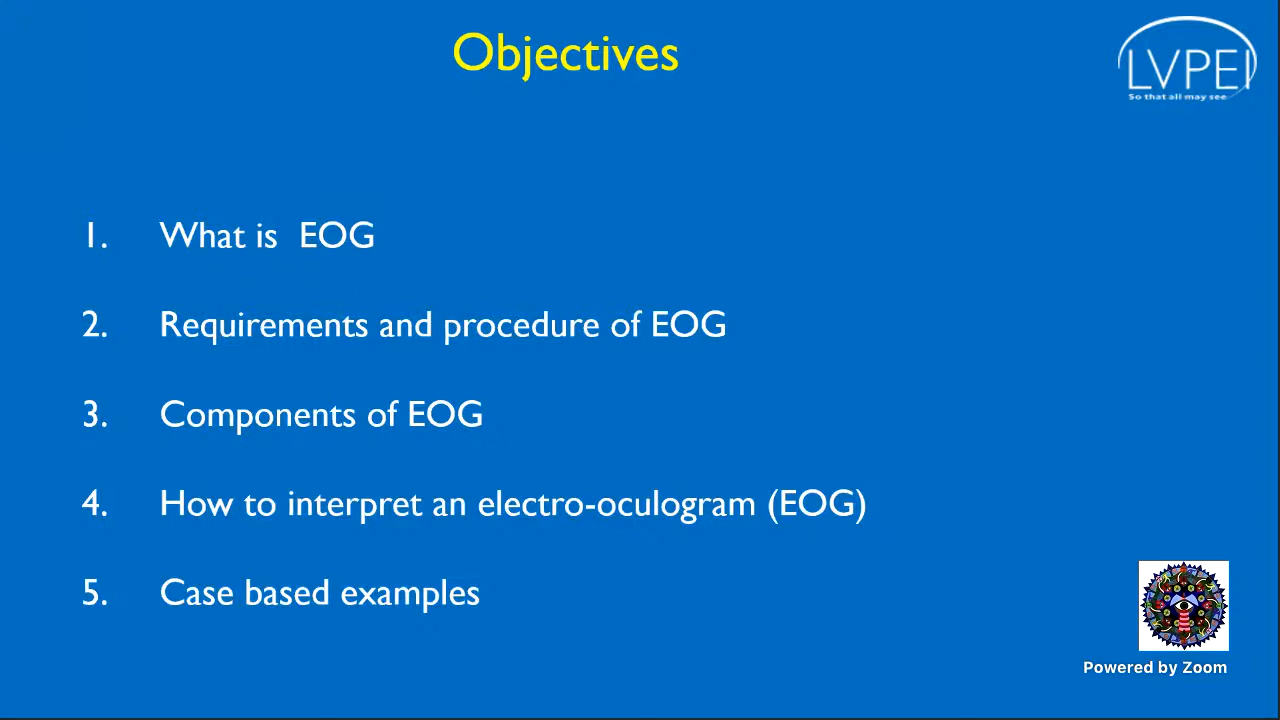 Objectives
LVPEI
So that all may see
1. What is EOG
2. Requirements and procedure of EOG
3. Components of EOG
4. How to interpret an electro-oculogram (EOG)
5. Case based examples
Powered by Zoom